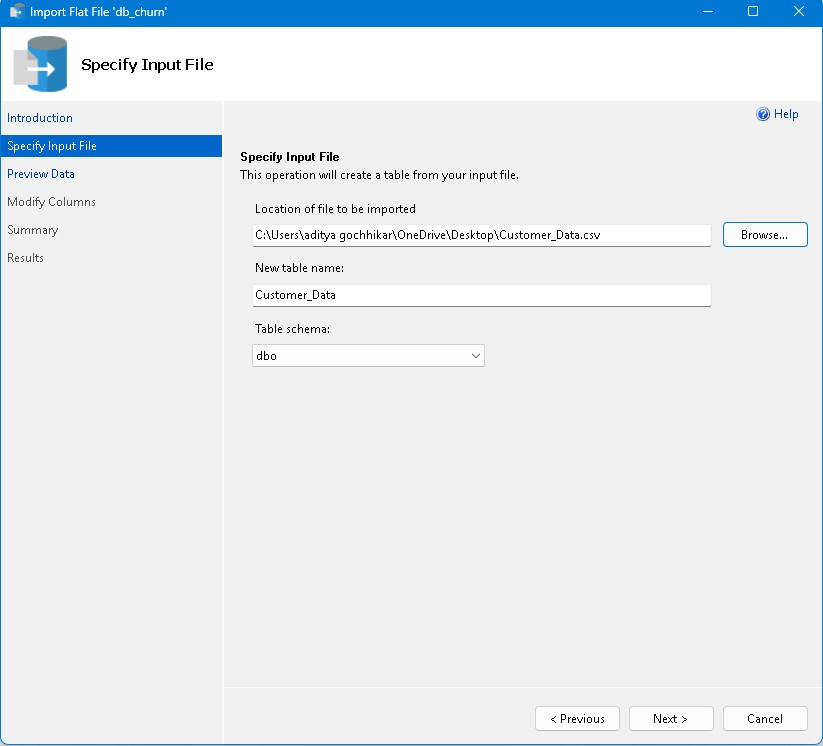 Import Flat File 'db_churn'
Specify Input File
Introduction
Specify Input File
Preview Data
Modify Columns
Summary
Results
Help
Specify Input File
This operation will create a table from your input file.
Location of file to be imported
C:\Users\aditya gochhikar\OneDrive\Desktop\Customer_Data.csv
Browse...
New table name:
Customer_Data
Table schema:
dbo
< Previous
Next >
Cancel